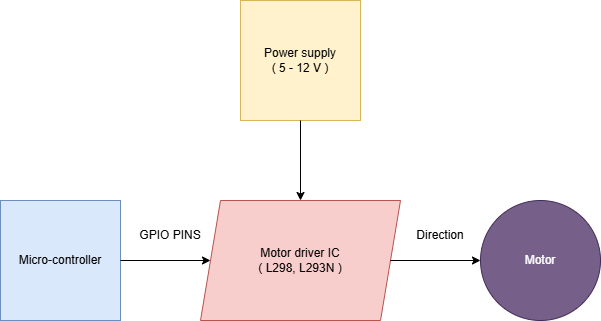 Power supply
( 5 - 12 V )
GPIO PINS
Direction
Micro-controller
Motor driver IC
( L298, L293N )
Motor